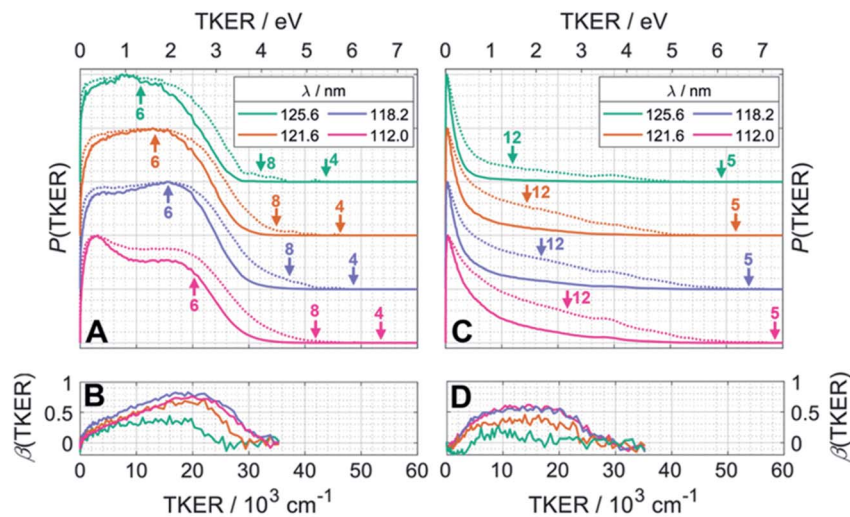 TKER / eV
0 1 2 3 4 5 6 7
TKER / eV
0 1 2 3 4 5 6 7
P(TKER)
λ / nm
125.6 118.2
121.6 112.0
6 8 4
6 8 4
6 8 4
6 8 4
A
λ / nm
125.6 118.2
121.6 112.0
12 5
12 5
12 5
12 5
C
P(TKER)
β(TKER)
1
0.5
0
B
0 10 20 30 40 50 60
TKER / 10³ cm⁻¹
D
1
0.5
0
β(TKER)
0 10 20 30 40 50 60
TKER / 10³ cm⁻¹